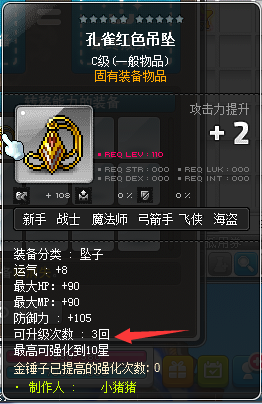 孔雀红色吊坠
C级(一般物品)
固有装备物品
攻击力提升
+ 2
REQ LEV : 110
REQ STR : 000 REQ LUK : 000
REQ DEX : 000 REQ INT : 000
+ 108 0 % 0 %
新手 战士 魔法师 弓箭手 飞侠 海盗
装备分类 : 坠子
运气 : +8
最大HP : +90
最大MP : +90
防御力 : +105
可升级次数 : 3回
最高可强化到10星
金锤子已提高的强化次数: 0
· 制作人 : 小猪猪